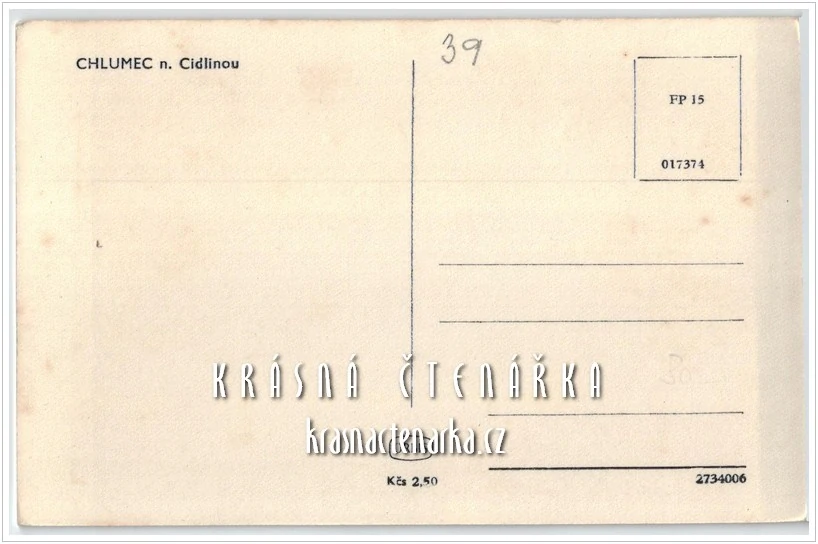 39
CHLUMEC n. Cidlinou
FP 15
017374
KRÁSNÁ ČTENÁŘKA
krasnactenarka.cz
Kčs 2,50
2734006